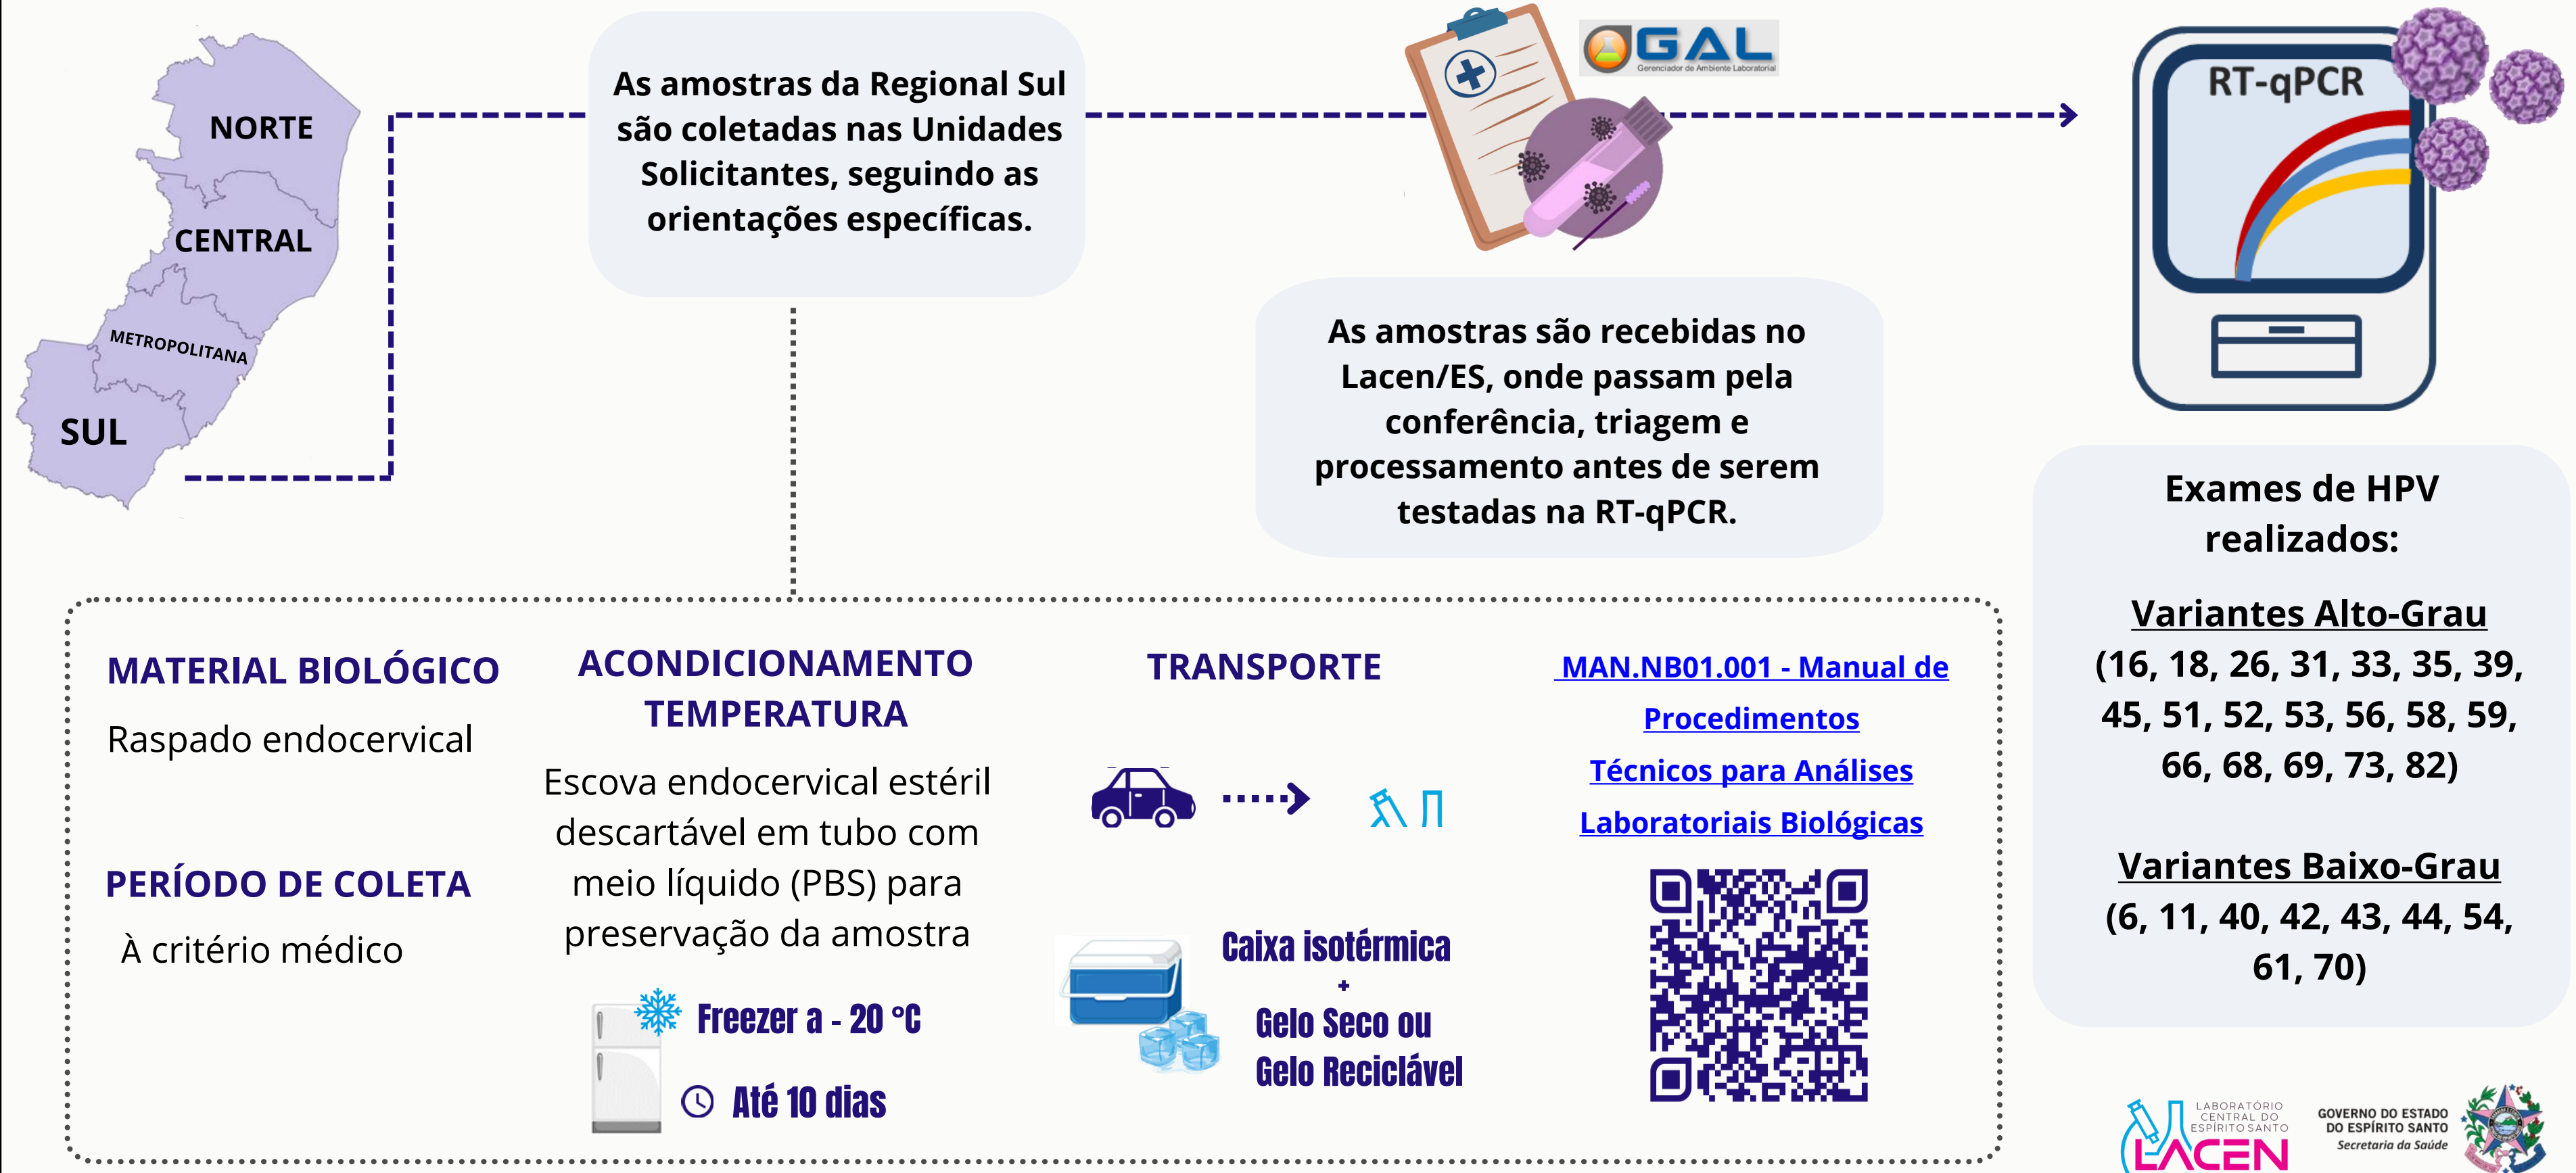 NORTE
CENTRAL
METROPOLITANA
SUL
As amostras da Regional Sul
são coletadas nas Unidades
Solicitantes, seguindo as
orientações específicas.
GAL
Gerenciador de Ambiente Laboratorial
As amostras são recebidas no
Lacen/ES, onde passam pela
conferência, triagem e
processamento antes de serem
testadas na RT-qPCR.
RT-qPCR
Exames de HPV
realizados:
Variantes Alto-Grau
(16, 18, 26, 31, 33, 35, 39,
45, 51, 52, 53, 56, 58, 59,
66, 68, 69, 73, 82)
Variantes Baixo-Grau
(6, 11, 40, 42, 43, 44, 54,
61, 70)
MATERIAL BIOLÓGICO
Raspado endocervical
PERÍODO DE COLETA
À critério médico
ACONDICIONAMENTO
TEMPERATURA
Escova endocervical estéril
descartável em tubo com
meio líquido (PBS) para
preservação da amostra
Freezer a - 20 °C
Até 10 dias
TRANSPORTE
Caixa isotérmica
+
Gelo Seco ou
Gelo Reciclável
MAN.NB01.001 - Manual de
Procedimentos
Técnicos para Análises
Laboratoriais Biológicas
LABORATÓRIO
CENTRAL DO
ESPÍRITO SANTO
LACEN
GOVERNO DO ESTADO
DO ESPÍRITO SANTO
Secretaria da Saúde